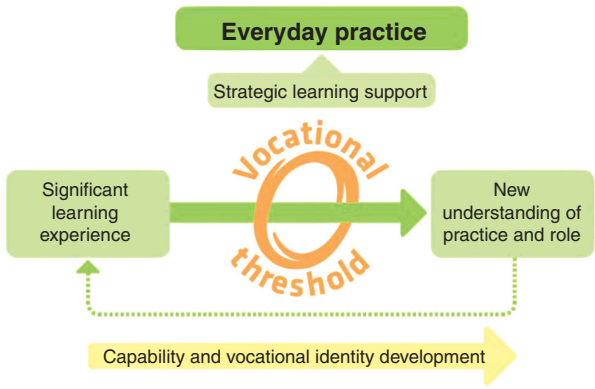 Everyday practice
Strategic learning support
Vocational
threshold
Significant
learning
experience
New
understanding of
practice and role
Capability and vocational identity development